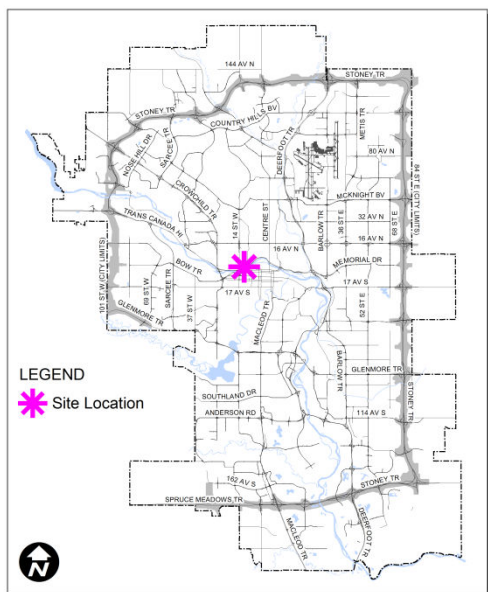 144 AV N
STONEY TR
STONEY TR
COUNTRY HILLS BV
NOSE HILL DR
SARCEE TR
DEERFOOT TR
METIS TR
80 AV N
CROWCHILD TR
MCKNIGHT BV
84 ST E (CITY LIMITS)
TRANS CANADA HI
14 ST W
CENTRE ST
BARLOW TR
36 ST E
32 AV N
68 ST E
16 AV N
16 AV N
101 ST W (CITY LIMITS)
BOW TR
MEMORIAL DR
69 ST W
SARCEE TR
37 ST W
17 AV S
17 AV S
MACLEOD TR
52 ST E
GLENMORE TR
BARLOW TR
GLENMORE TR
LEGEND
Site Location
SOUTHLAND DR
ANDERSON RD
114 AV S
STONEY TR
162 AV S
STONEY TR
SPRUCE MEADOWS TR
MACLEOD TR
DEERFOOT TR
N